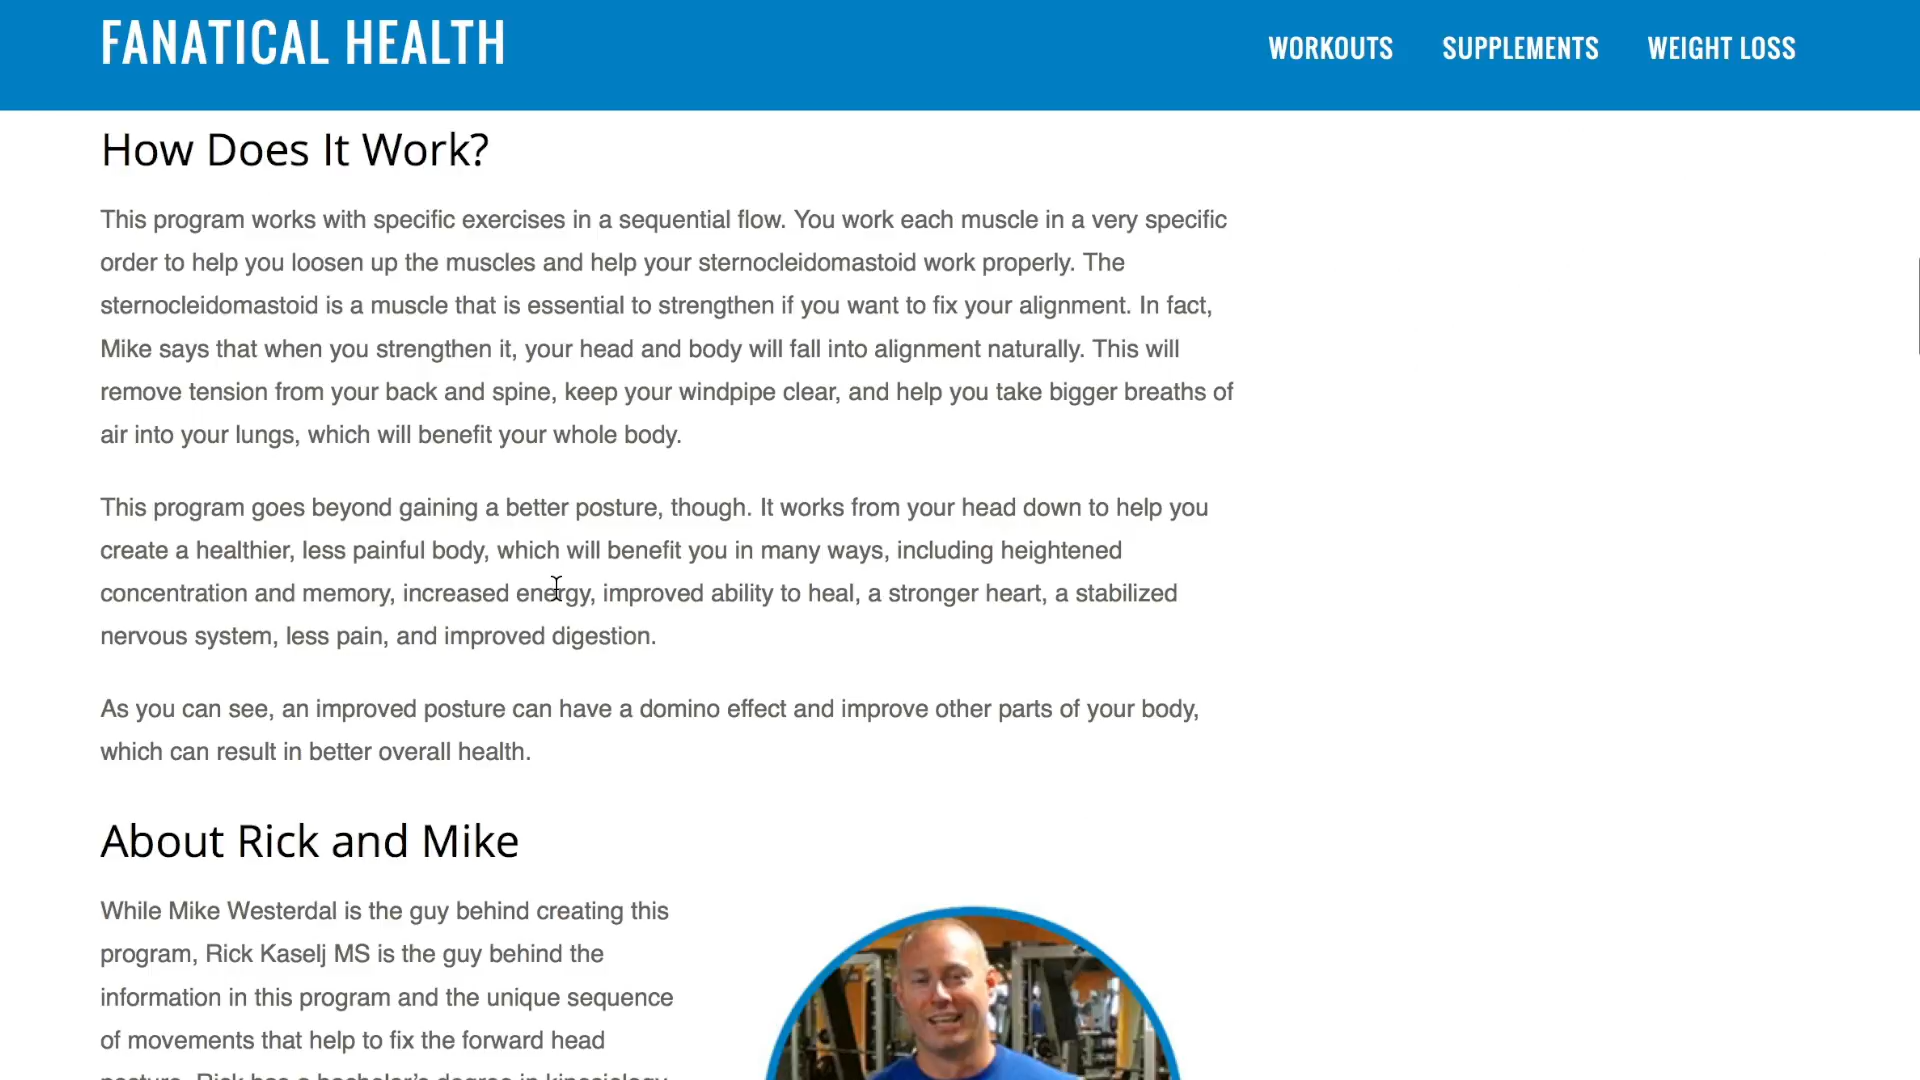 FANATICAL HEALTH
WORKOUTS SUPPLEMENTS WEIGHT LOSS
How Does It Work?
This program works with specific exercises in a sequential flow. You work each muscle in a very specific
order to help you loosen up the muscles and help your sternocleidomastoid work properly. The
sternocleidomastoid is a muscle that is essential to strengthen if you want to fix your alignment. In fact,
Mike says that when you strengthen it, your head and body will fall into alignment naturally. This will
remove tension from your back and spine, keep your windpipe clear, and help you take bigger breaths of
air into your lungs, which will benefit your whole body.
This program goes beyond gaining a better posture, though. It works from your head down to help you
create a healthier, less painful body, which will benefit you in many ways, including heightened
concentration and memory, increased energy, improved ability to heal, a stronger heart, a stabilized
nervous system, less pain, and improved digestion.
As you can see, an improved posture can have a domino effect and improve other parts of your body,
which can result in better overall health.
About Rick and Mike
While Mike Westerdal is the guy behind creating this
program, Rick Kaselj MS is the guy behind the
information in this program and the unique sequence
of movements that help to fix the forward head
posture. Rick has a bachelor's degree in kinesiology